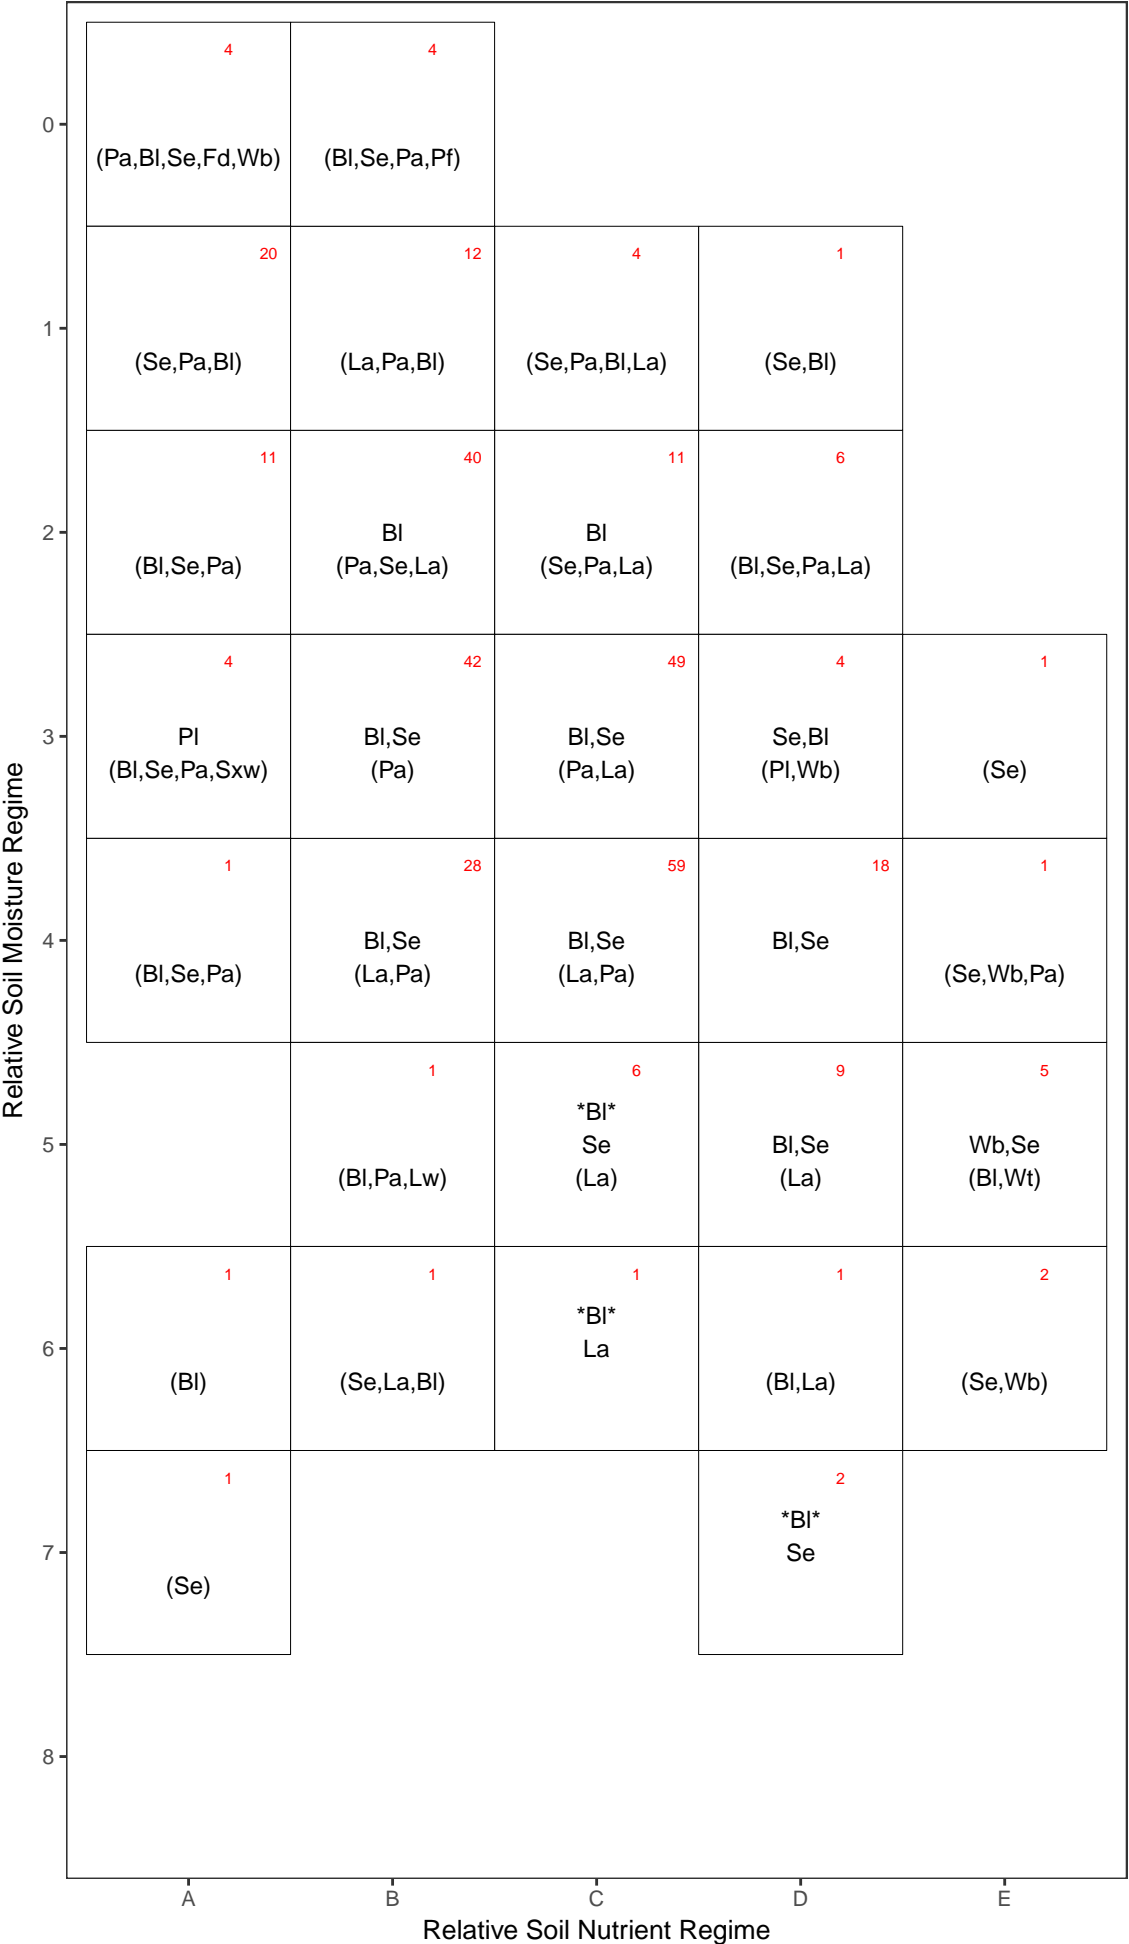 4 4
0
(Pa,Bl,Se,Fd,Wb) (Bl,Se,Pa,Pf)
20 12 4 1
1
(Se,Pa,Bl) (La,Pa,Bl) (Se,Pa,Bl,La) (Se,Bl)
11 40 11 6
2 Bl Bl
(Bl,Se,Pa) (Pa,Se,La) (Se,Pa,La) (Bl,Se,Pa,La)
4 42 49 4 1
3 Pl Bl,Se Bl,Se Se,Bl
(Bl,Se,Pa,Sxw) (Pa) (Pa,La) (Pl,Wb) (Se)
1 28 59 18 1
4 Bl,Se Bl,Se Bl,Se
(Bl,Se,Pa) (La,Pa) (La,Pa) (Se,Wb,Pa)
1 6 9 5
*Bl*
5 Se Bl,Se Wb,Se
(Bl,Pa,Lw) (La) (La) (Bl,Wt)
1 1 1 1 2
*Bl*
6 La
(Bl) (Se,La,Bl) (Bl,La) (Se,Wb)
1 2
*Bl*
7 Se
(Se)
8
A B C D E
Relative Soil Nutrient Regime
Relative Soil Moisture Regime